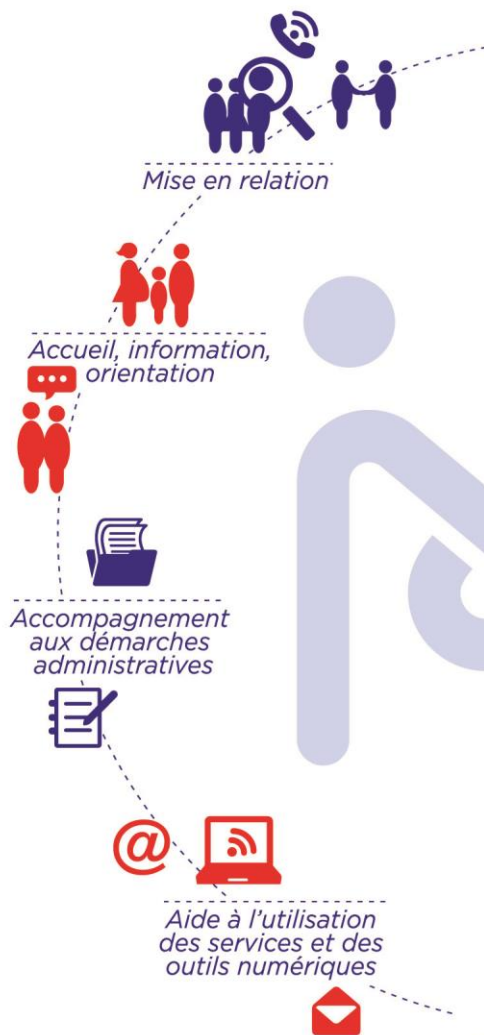 Mise en relation
Accueil, information,
orientation
Accompagnement
aux démarches
administratives
@
Aide à l'utilisation
des services et des
outils numériques